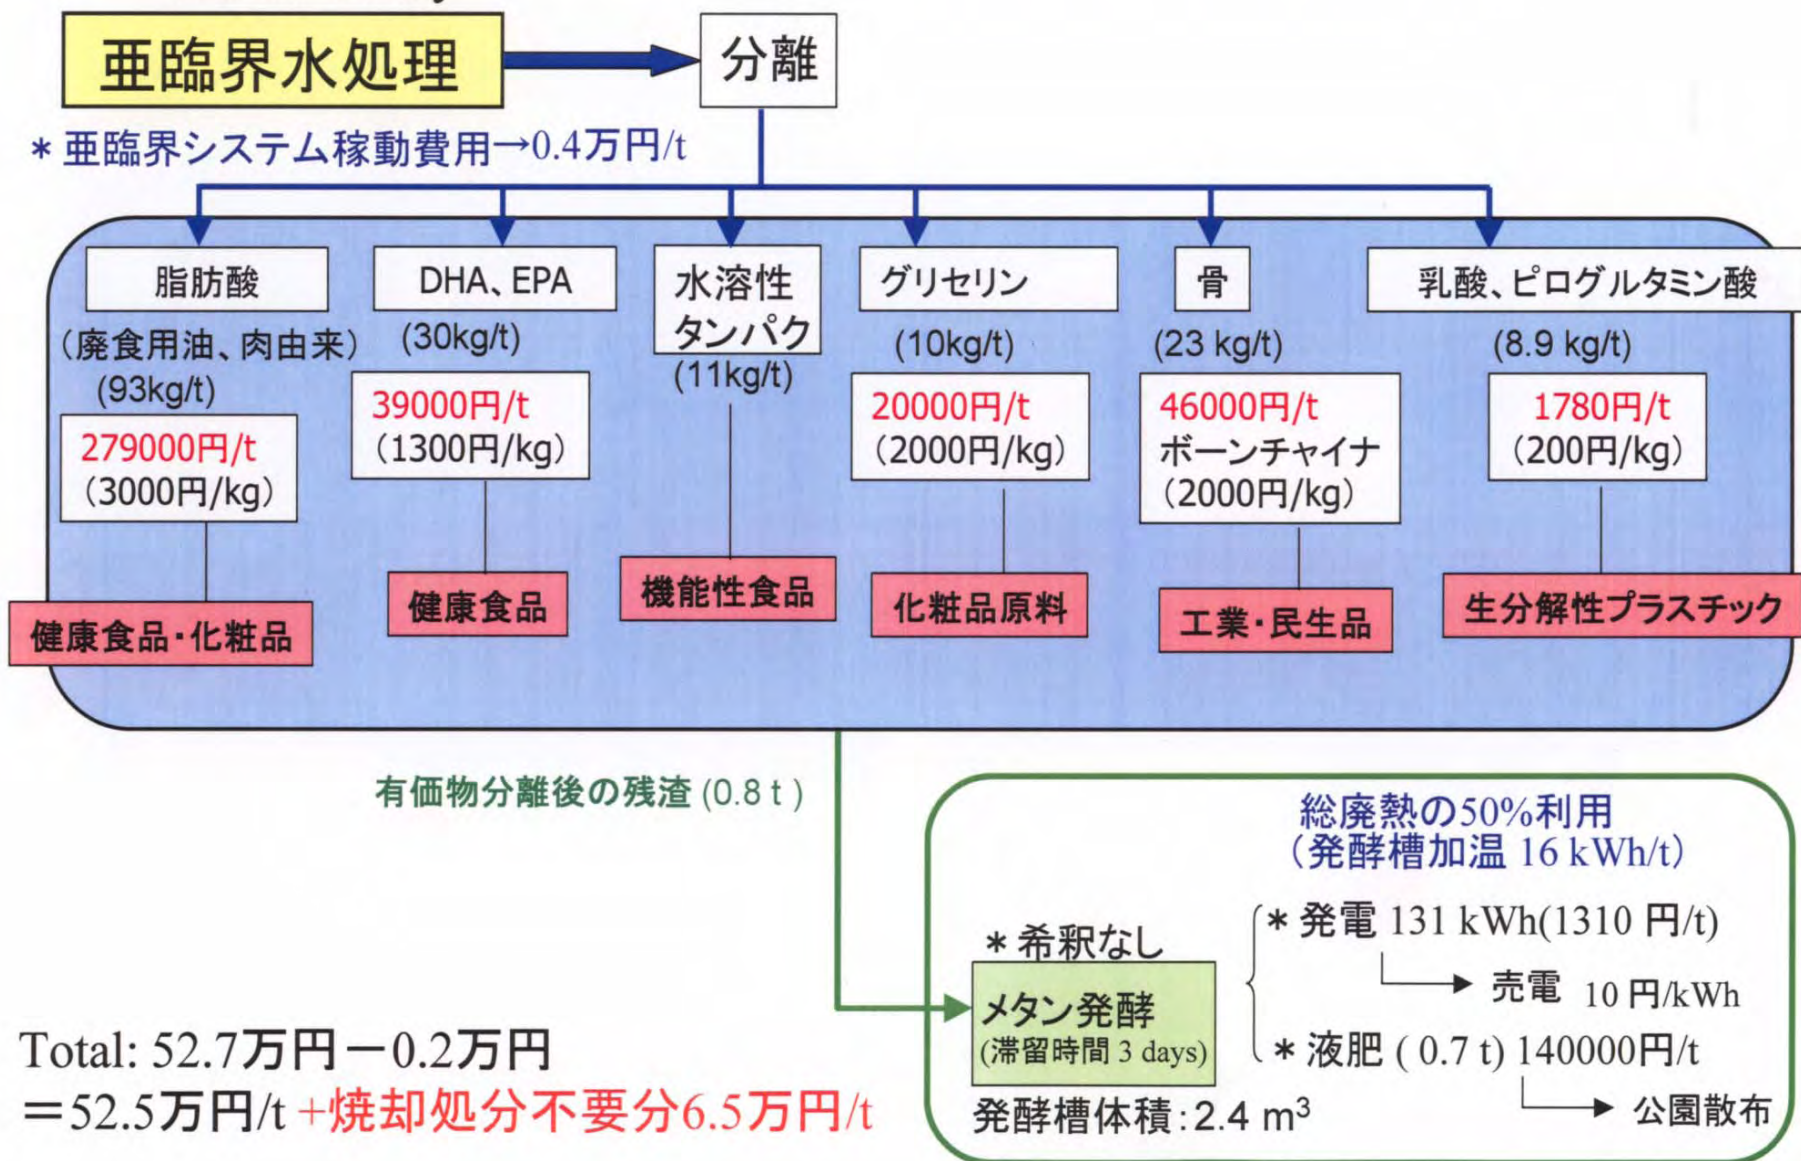 亜臨界水処理
分離
* 亜臨界システム稼動費用→0.4万円/t
脂肪酸
(廃食用油、肉由来)
(93kg/t)
279000円/t
(3000円/kg)
健康食品・化粧品
DHA、EPA
(30kg/t)
39000円/t
(1300円/kg)
健康食品
水溶性
タンパク
(11kg/t)
機能性食品
グリセリン
(10kg/t)
20000円/t
(2000円/kg)
化粧品原料
骨
(23 kg/t)
46000円/t
ボーンチャイナ
(2000円/kg)
工業・民生品
乳酸、ピログルタミン酸
(8.9 kg/t)
1780円/t
(200円/kg)
生分解性プラスチック
有価物分離後の残渣 (0.8 t )
総廃熱の50%利用
(発酵槽加温 16 kWh/t)
* 希釈なし
メタン発酵
(滞留時間 3 days)
発酵槽体積:2.4 m³
* 発電 131 kWh(1310 円/t)
売電 10 円/kWh
* 液肥 ( 0.7 t) 140000円/t
公園散布
Total: 52.7万円-0.2万円
=52.5万円/t +焼却処分不要分6.5万円/t